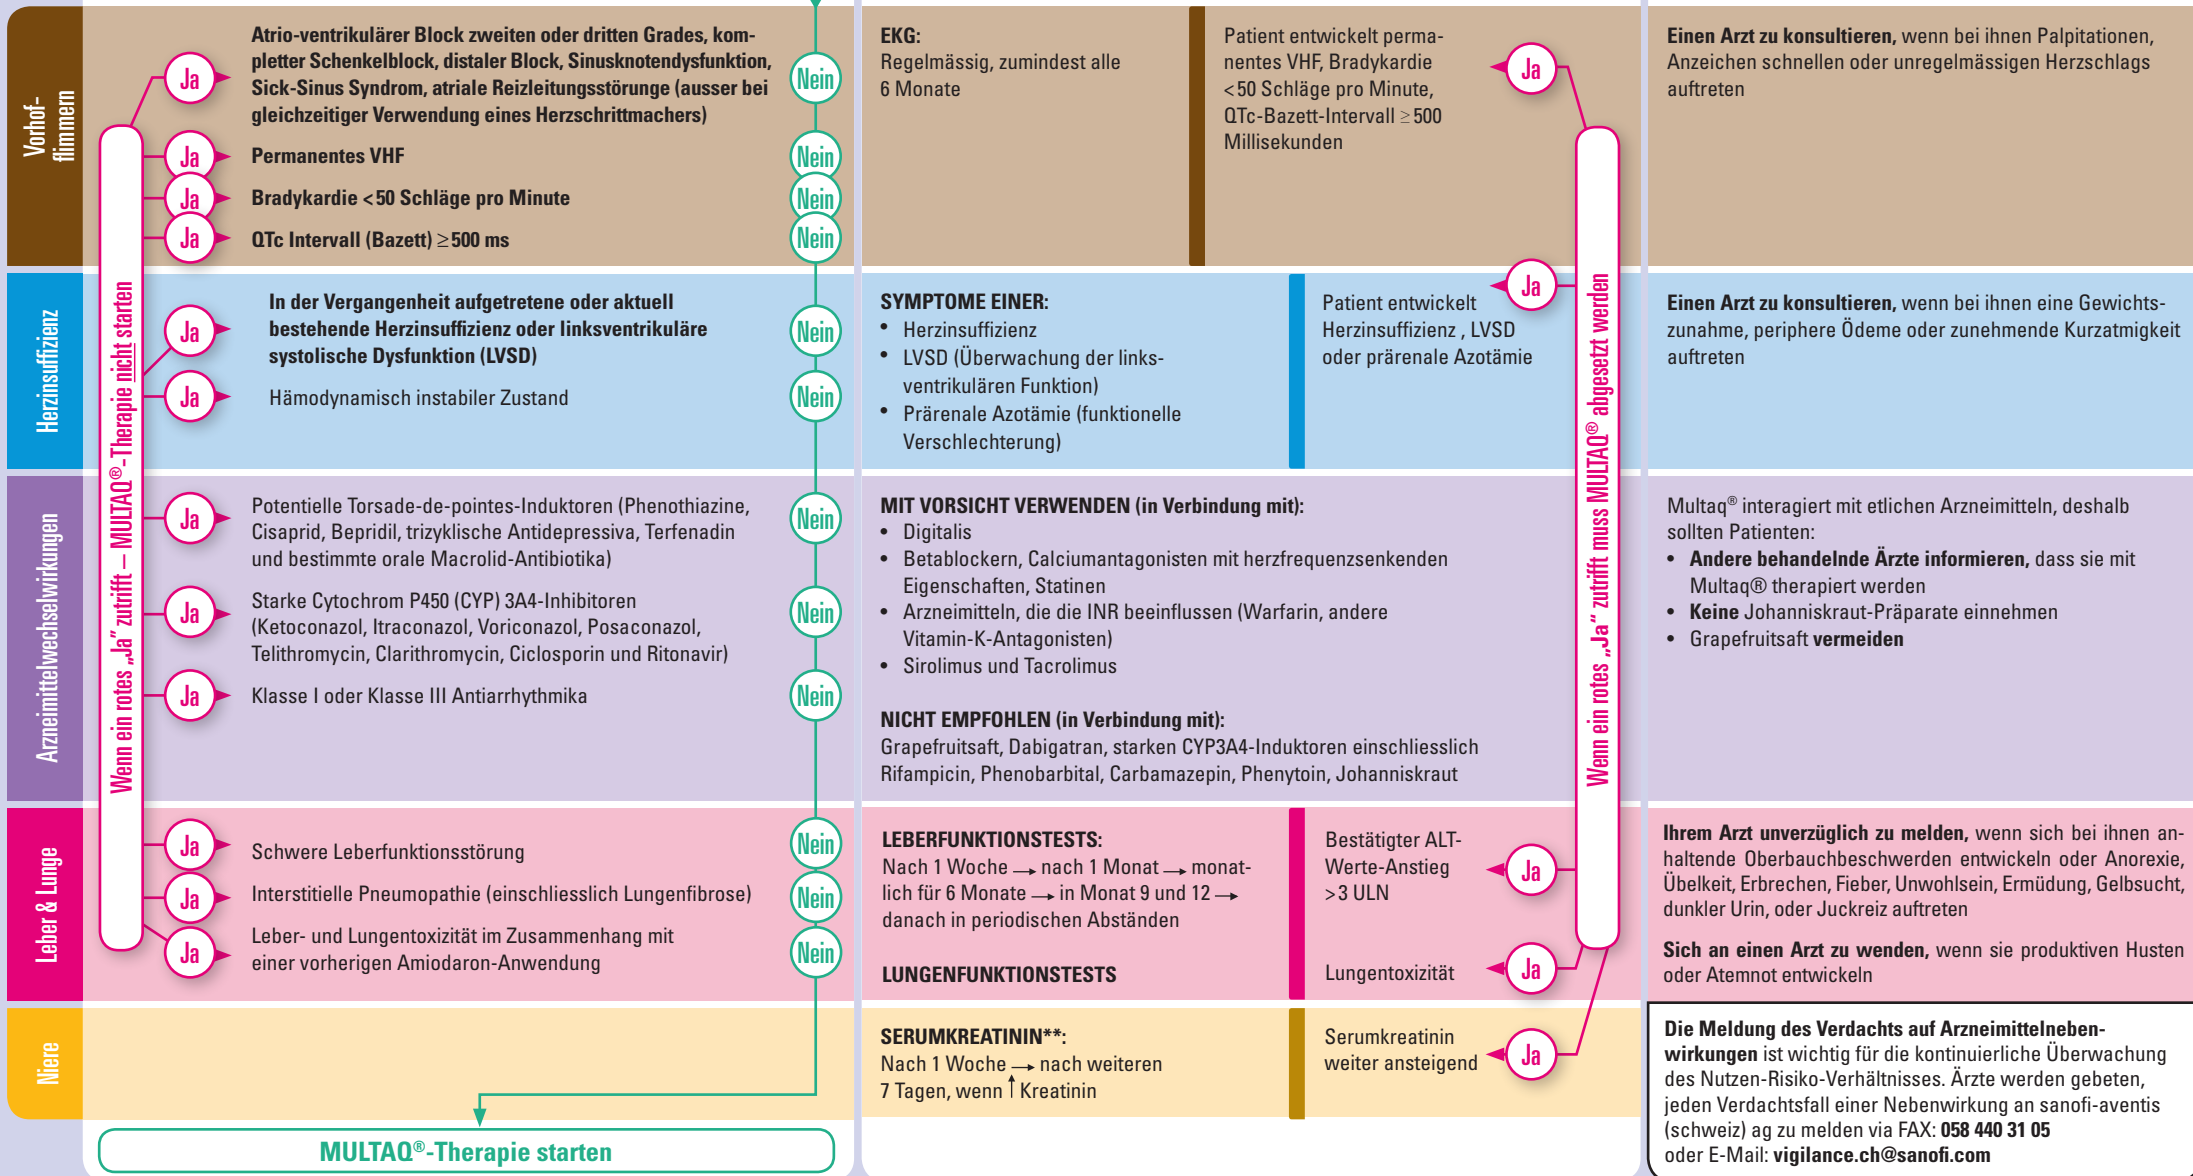 Vorhof-
flimmern
Wenn ein rotes „Ja" zutrifft – MULTAQ®-Therapie nicht starten
Ja
Atrio-ventrikulärer Block zweiten oder dritten Grades, kom-
pletter Schenkelblock, distaler Block, Sinusknotendysfunktion,
Sick-Sinus Syndrom, atriale Reizleitungsstörunge (ausser bei
gleichzeitiger Verwendung eines Herzschrittmachers)
Nein
Ja
Permanentes VHF
Nein
Ja
Bradykardie <50 Schläge pro Minute
Nein
Ja
QTc Intervall (Bazett) ≥500 ms
Nein
EKG:
Regelmässig, zumindest alle
6 Monate
Patient entwickelt perma-
nentes VHF, Bradykardie
<50 Schläge pro Minute,
QTc-Bazett-Intervall ≥500
Millisekunden
Ja
Wenn ein rotes „Ja" zutrifft muss MULTAQ® abgesetzt werden
Einen Arzt zu konsultieren, wenn bei ihnen Palpitationen,
Anzeichen schnellen oder unregelmässigen Herzschlags
auftreten
Herzinsuffizienz
Ja
In der Vergangenheit aufgetretene oder aktuell
bestehende Herzinsuffizienz oder linksventrikuläre
systolische Dysfunktion (LVSD)
Nein
Ja
Hämodynamisch instabiler Zustand
Nein
SYMPTOME EINER:
• Herzinsuffizienz
• LVSD (Überwachung der links-
ventrikulären Funktion)
• Prärenale Azotämie (funktionelle
Verschlechterung)
Patient entwickelt
Herzinsuffizienz , LVSD
oder prärenale Azotämie
Ja
Einen Arzt zu konsultieren, wenn bei ihnen eine Gewichts-
zunahme, periphere Ödeme oder zunehmende Kurzatmigkeit
auftreten
Arzneimittelwechselwirkungen
Ja
Potentielle Torsade-de-pointes-Induktoren (Phenothiazine,
Cisaprid, Bepridil, trizyklische Antidepressiva, Terfenadin
und bestimmte orale Macrolid-Antibiotika)
Nein
Ja
Starke Cytochrom P450 (CYP) 3A4-Inhibitoren
(Ketoconazol, Itraconazol, Voriconazol, Posaconazol,
Telithromycin, Clarithromycin, Ciclosporin und Ritonavir)
Nein
Ja
Klasse I oder Klasse III Antiarrhythmika
Nein
MIT VORSICHT VERWENDEN (in Verbindung mit):
• Digitalis
• Betablockern, Calciumantagonisten mit herzfrequenzsenkenden
Eigenschaften, Statinen
• Arzneimitteln, die die INR beeinflussen (Warfarin, andere
Vitamin-K-Antagonisten)
• Sirolimus und Tacrolimus
NICHT EMPFOHLEN (in Verbindung mit):
Grapefruitsaft, Dabigatran, starken CYP3A4-Induktoren einschliesslich
Rifampicin, Phenobarbital, Carbamazepin, Phenytoin, Johanniskraut
Multaq® interagiert mit etlichen Arzneimitteln, deshalb
sollten Patienten:
• Andere behandelnde Ärzte informieren, dass sie mit
Multaq® therapiert werden
• Keine Johanniskraut-Präparate einnehmen
• Grapefruitsaft vermeiden
Leber & Lunge
Ja
Schwere Leberfunktionsstörung
Nein
Ja
Interstitielle Pneumopathie (einschliesslich Lungenfibrose)
Nein
Ja
Leber- und Lungentoxizität im Zusammenhang mit
einer vorherigen Amiodaron-Anwendung
Nein
LEBERFUNKTIONSTESTS:
Nach 1 Woche → nach 1 Monat → monat-
lich für 6 Monate → in Monat 9 und 12 →
danach in periodischen Abständen
LUNGENFUNKTIONSTESTS
Bestätigter ALT-
Werte-Anstieg
>3 ULN
Ja
Lungentoxizität
Ja
Ihrem Arzt unverzüglich zu melden, wenn sich bei ihnen an-
haltende Oberbauchbeschwerden entwickeln oder Anorexie,
Übelkeit, Erbrechen, Fieber, Unwohlsein, Ermüdung, Gelbsucht,
dunkler Urin, oder Juckreiz auftreten
Sich an einen Arzt zu wenden, wenn sie produktiven Husten
oder Atemnot entwickeln
Niere
SERUMKREATININ**:
Nach 1 Woche → nach weiteren
7 Tagen, wenn ↑ Kreatinin
Serumkreatinin
weiter ansteigend
Ja
Die Meldung des Verdachts auf Arzneimittelneben-
wirkungen ist wichtig für die kontinuierliche Überwachung
des Nutzen-Risiko-Verhältnisses. Ärzte werden gebeten,
jeden Verdachtsfall einer Nebenwirkung an sanofi-aventis
(schweiz) ag zu melden via FAX: 058 440 31 05
oder E-Mail: vigilance.ch@sanofi.com
MULTAQ®-Therapie starten